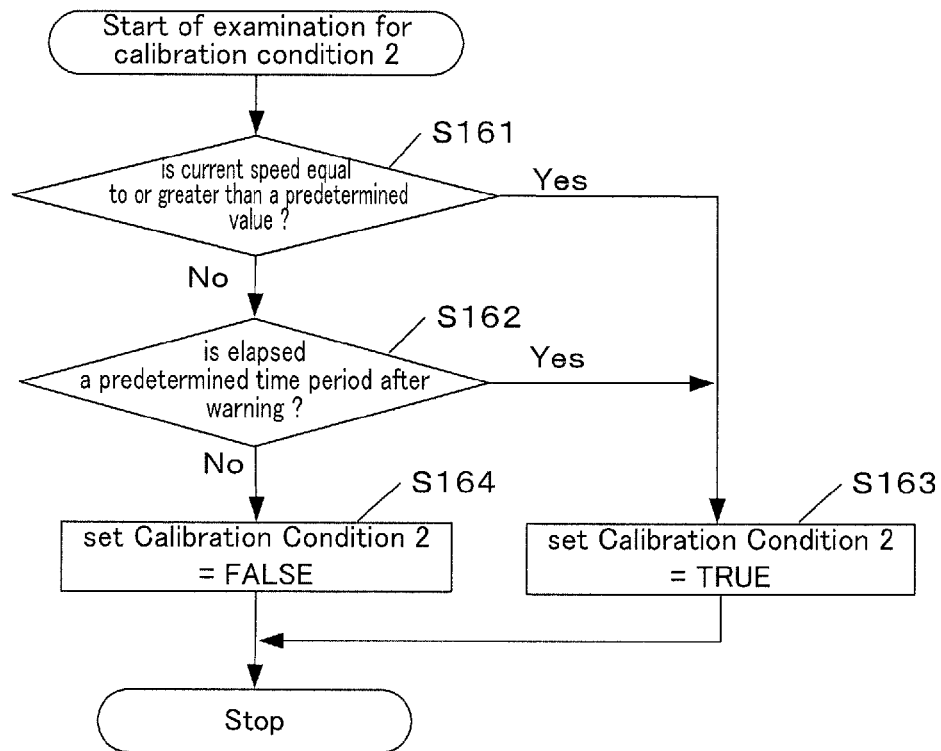 Start of examination for
calibration condition 2
S161
is current speed equal
to or greater than a predetermined
value ?
Yes
No
S162
is elapsed
a predetermined time period after
warning ?
Yes
No
S164
set Calibration Condition 2
= FALSE
S163
set Calibration Condition 2
= TRUE
Stop